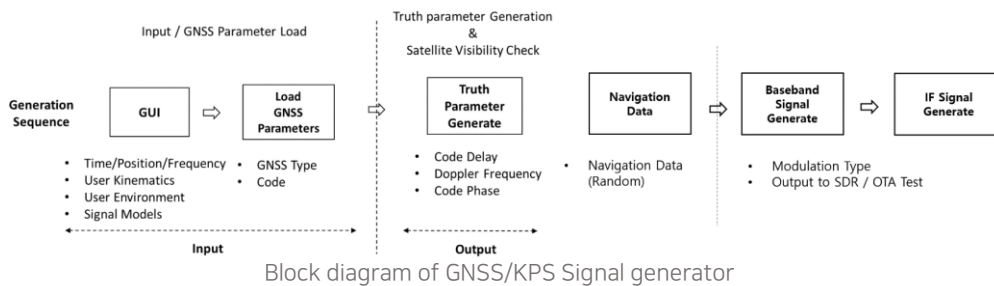 Input / GNSS Parameter Load
Truth parameter Generation
&
Satellite Visibility Check
Generation
Sequence
GUI
Load
GNSS
Parameters
Truth
Parameter
Generate
Navigation
Data
Baseband
Signal
Generate
IF Signal
Generate
• Time/Position/Frequency
• User Kinematics
• User Environment
• Signal Models
• GNSS Type
• Code
• Code Delay
• Doppler Frequency
• Code Phase
• Navigation Data
(Random)
• Modulation Type
• Output to SDR / OTA Test
Input
Output
Block diagram of GNSS/KPS Signal generator